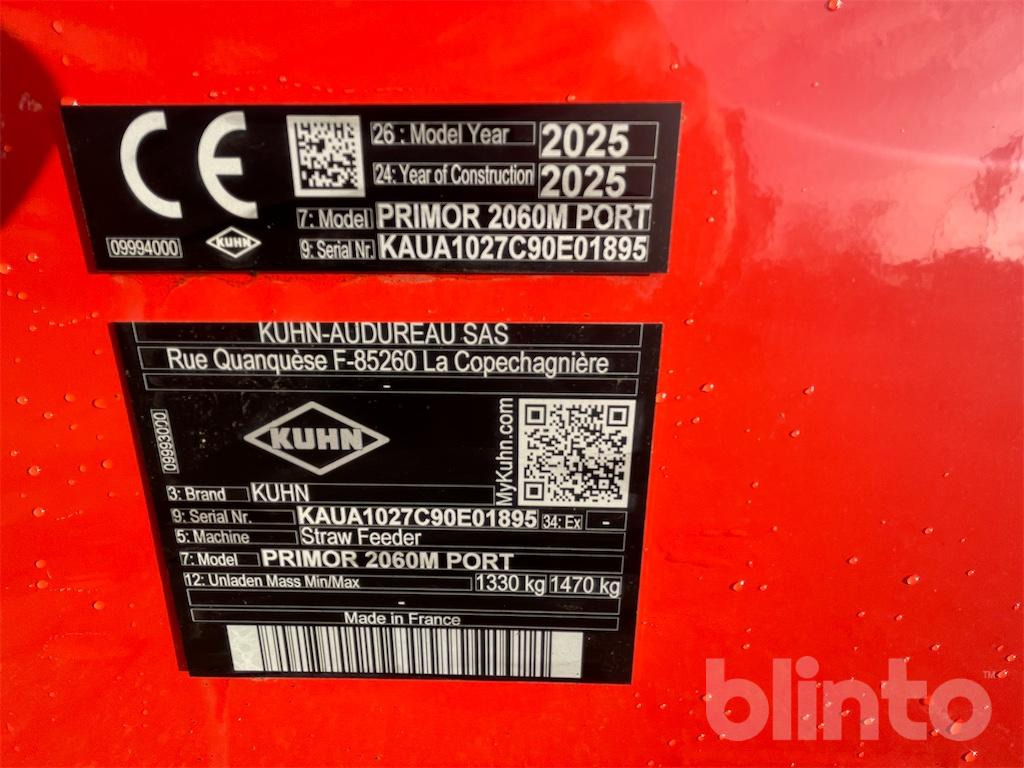 CE
26 : Model Year 2025
24: Year of Construction 2025
7: Model PRIMOR 2060M PORT
09994000 KUHN 9: Serial Nr. KAUA1027C90E01895
KUHN-AUDUREAU SAS
Rue Quanquèse F-85260 La Copechagnière
-
09993000
KUHN
MyKuhn.com
3: Brand KUHN
9: Serial Nr. KAUA1027C90E01895 34: Ex -
5: Machine Straw Feeder
7: Model PRIMOR 2060M PORT
12: Unladen Mass Min/Max 1330 kg 1470 kg
-
Made in France
blinto™